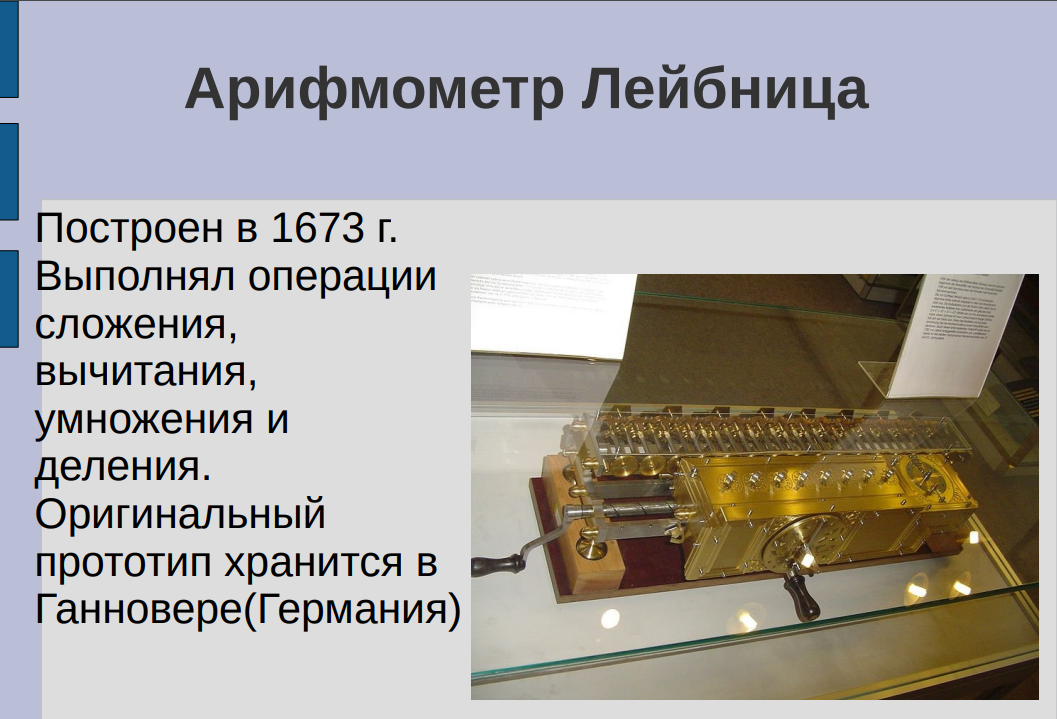 Арифмометр Лейбница
Построен в 1673 г.
Выполнял операции
сложения,
вычитания,
умножения и
деления.
Оригинальный
прототип хранится в
Ганновере(Германия)